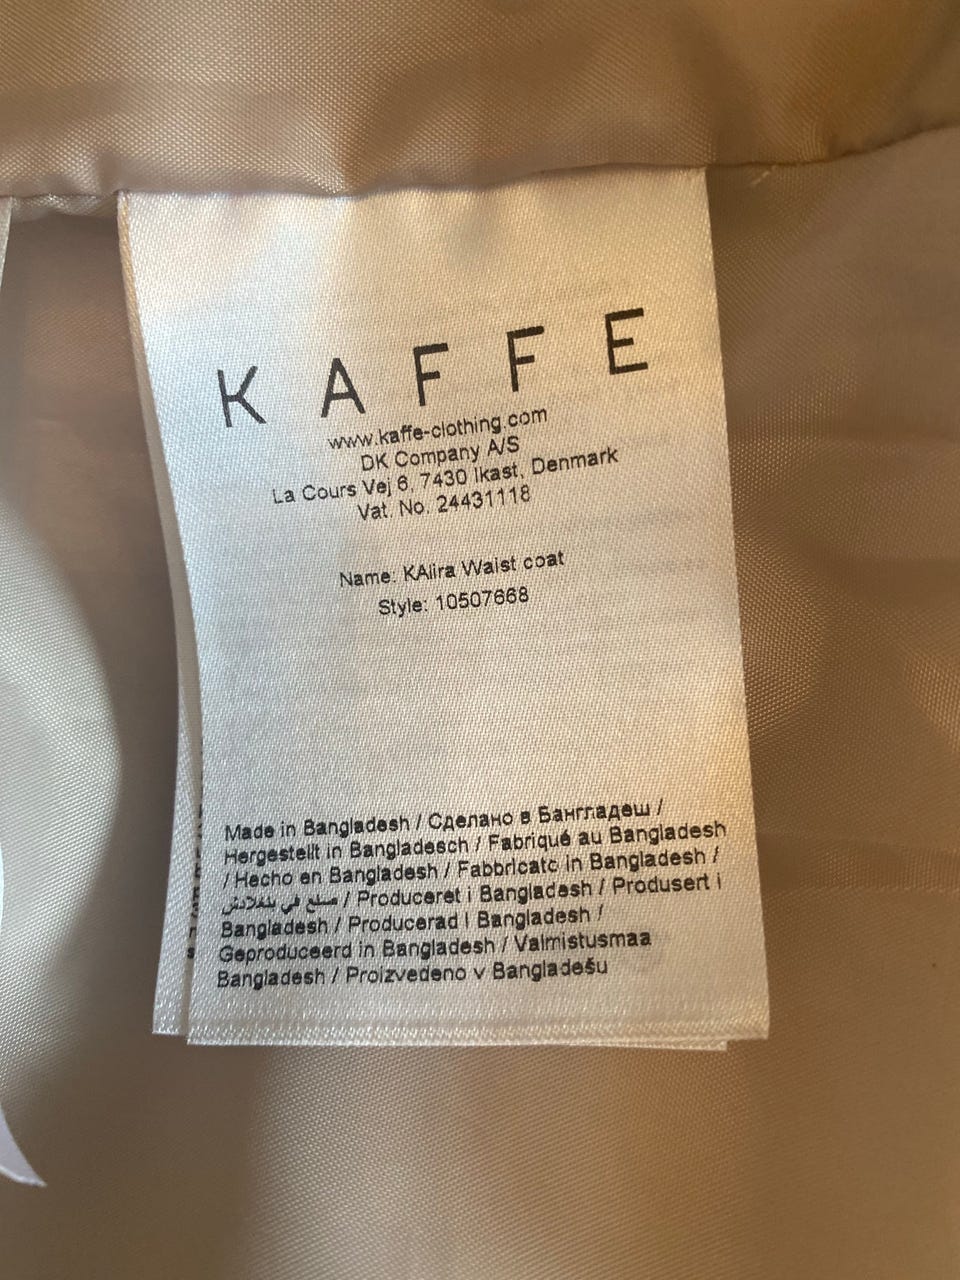 KAFFE
www.kaffe-clothing.com
DK Company A/S
La Cours Vej 6, 7430 Ikast, Denmark
Vat. No. 24431118
Name: KAlira Waist coat
Style: 10507668
Made in Bangladesh / Сделано в Бангладеш /
Hergestellt in Bangladesch / Fabriqué au Bangladesh
/ Hecho en Bangladesh / Fabbricato in Bangladesh /
صنع في بنغلادش / Produceret i Bangladesh / Produsert i
Bangladesh / Producerad I Bangladesh /
Geproduceerd in Bangladesh / Valmistusmaa
Bangladesh / Proizvedeno v Bangladešu